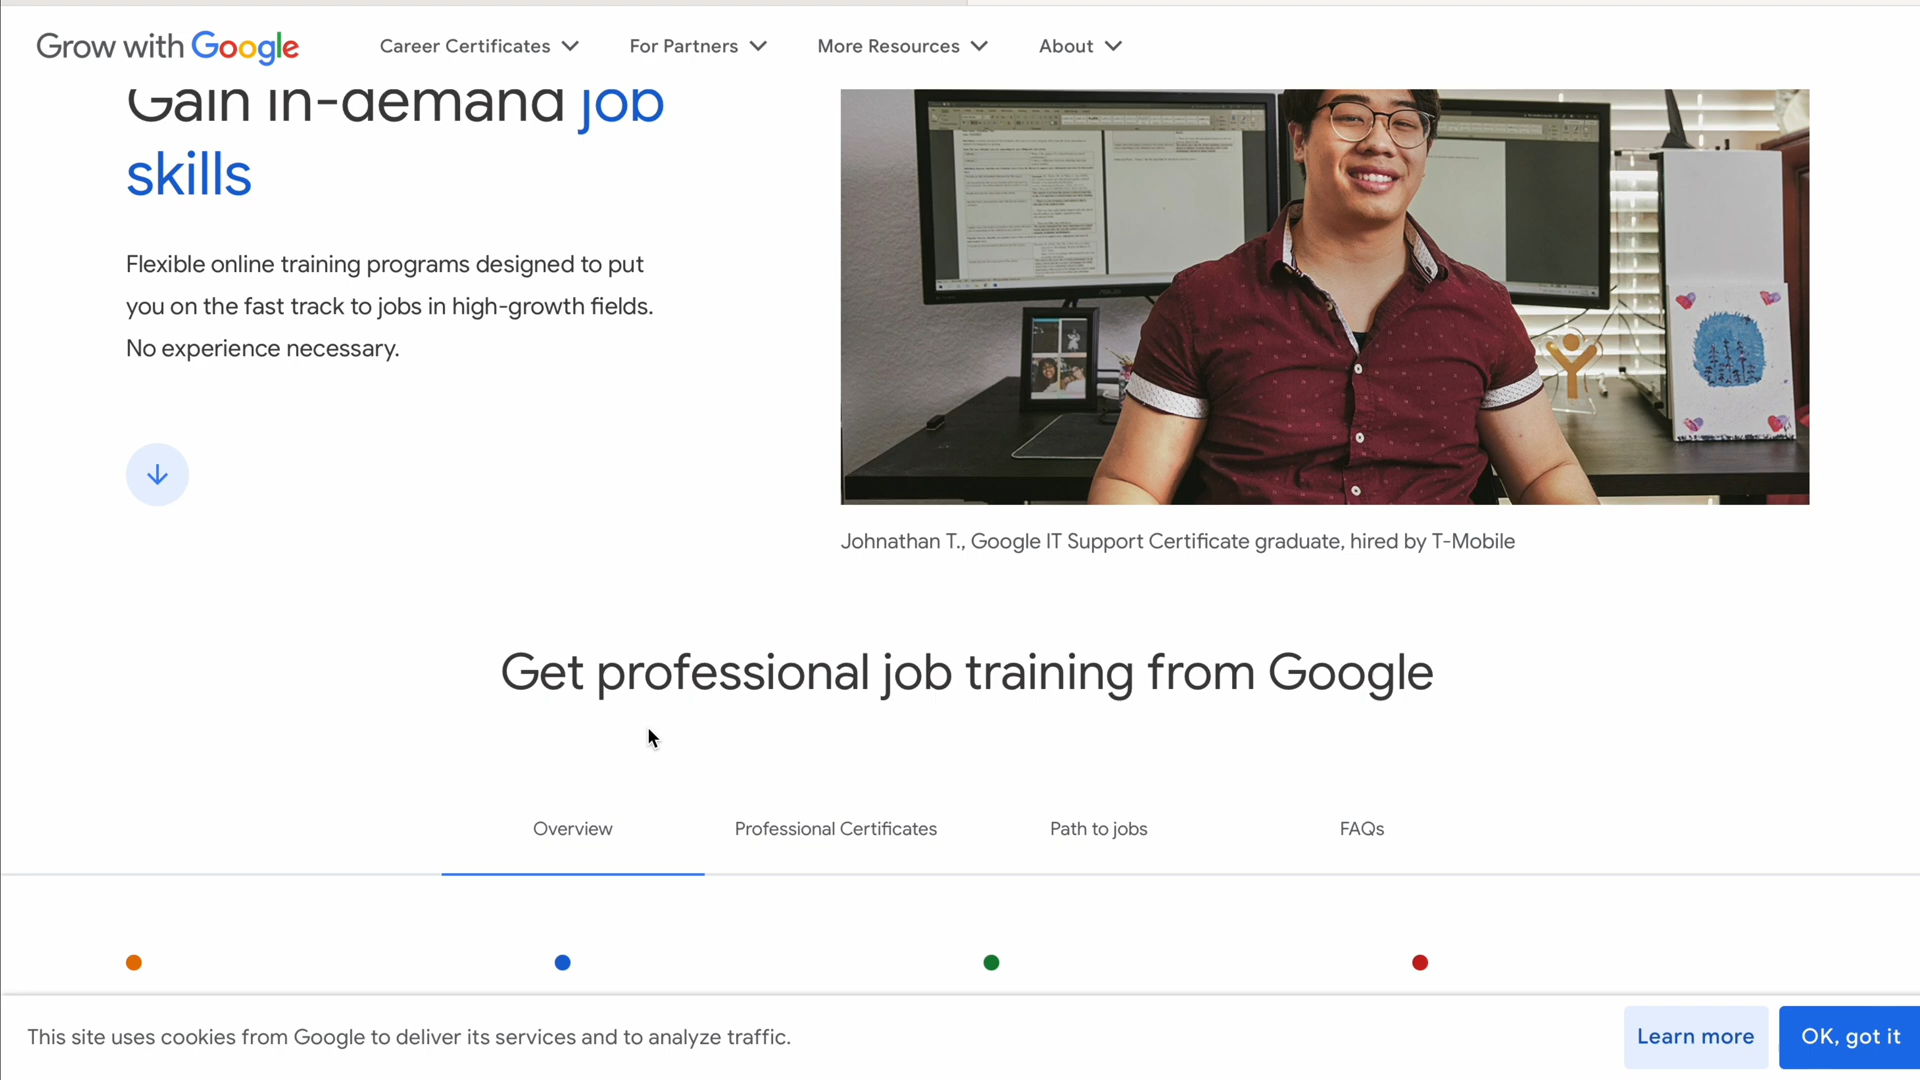 Grow with Google
Career Certificates
For Partners
More Resources
About
Gain in-demand job
skills
Flexible online training programs designed to put
you on the fast track to jobs in high-growth fields.
No experience necessary.
Johnathan T., Google IT Support Certificate graduate, hired by T-Mobile
Get professional job training from Google
Overview
Professional Certificates
Path to jobs
FAQs
This site uses cookies from Google to deliver its services and to analyze traffic.
Learn more
OK, got it